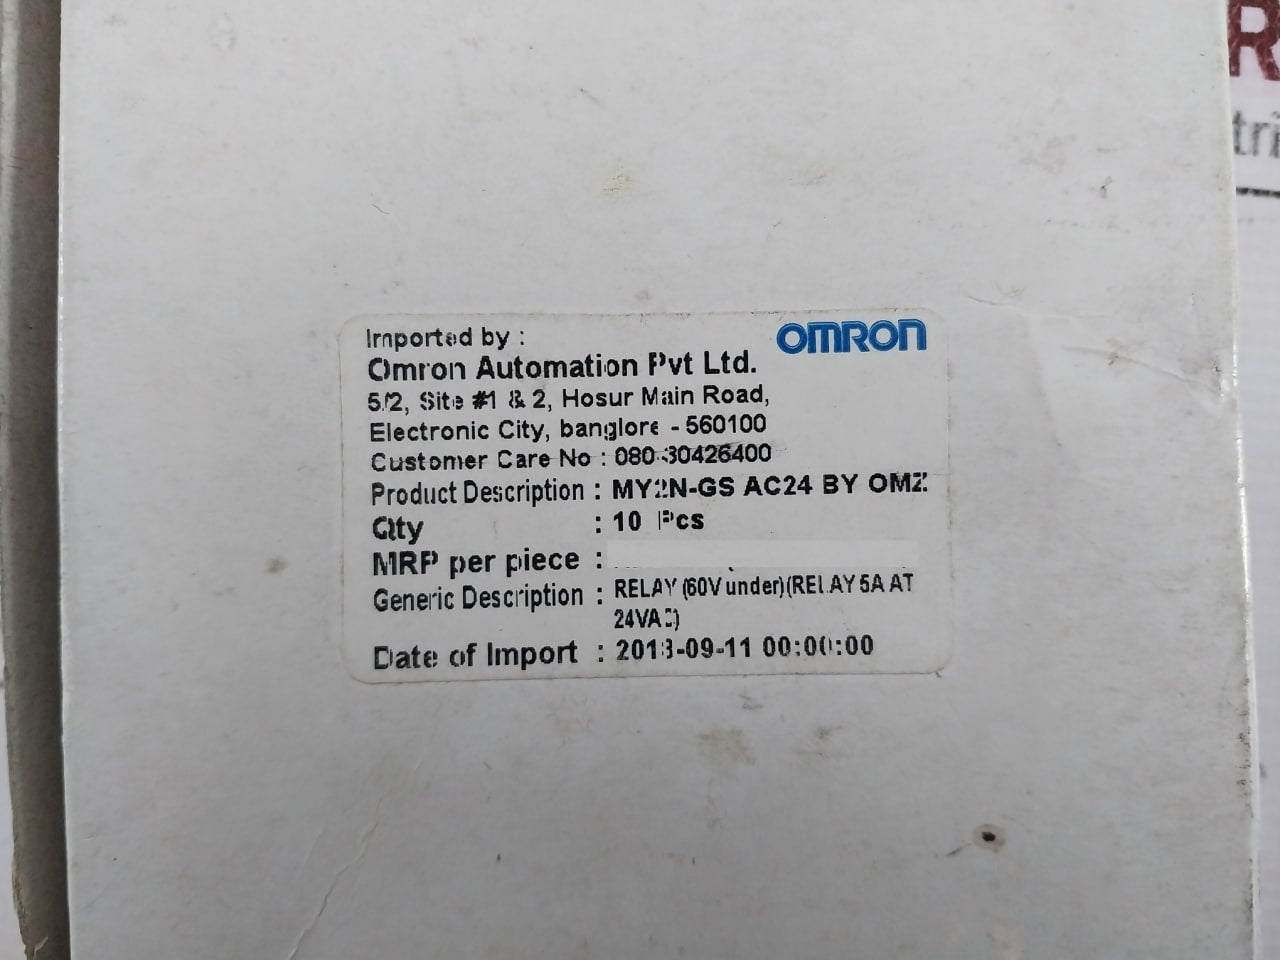 R
tri
Imported by :
OMRON
Omron Automation Pvt Ltd.
5/2, Site #1 & 2, Hosur Main Road,
Electronic City, banglore - 560100
Customer Care No : 080-30426400
Product Description : MY2N-GS AC24 BY OMZ
Qty : 10 Pcs
MRP per piece :
Generic Description : RELAY (60V under)(RELAY 5A AT
24VAC)
Date of Import : 2018-09-11 00:00:00